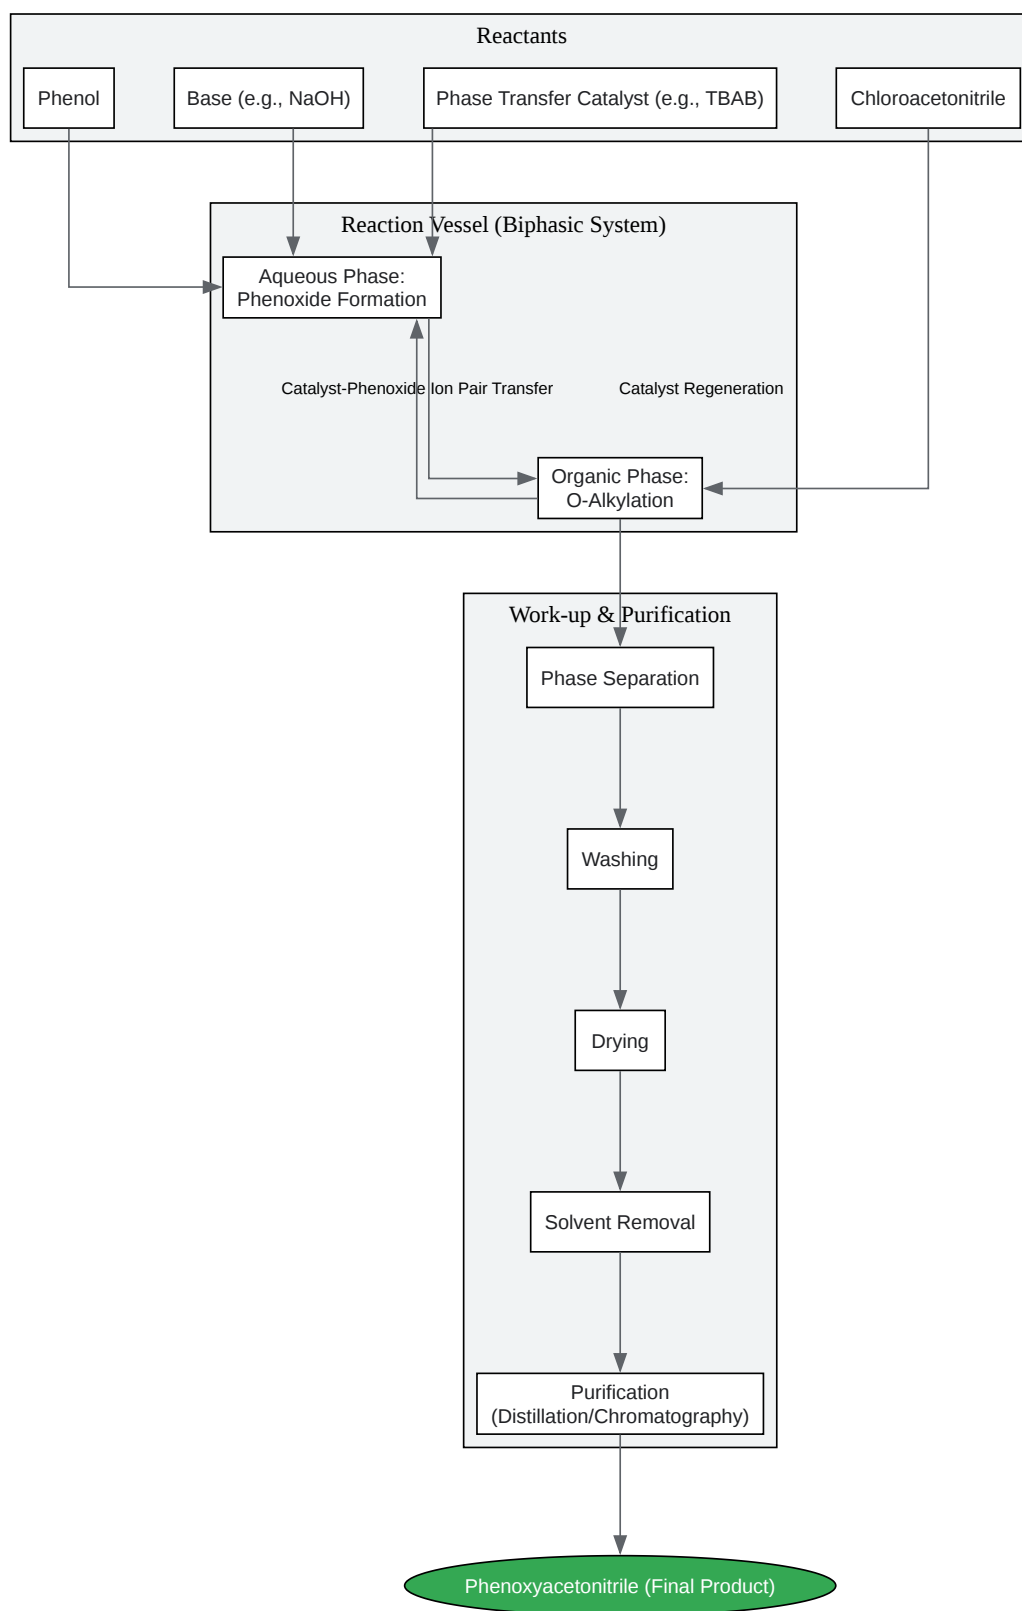 Reactants
Phenol
Base (e.g., NaOH)
Phase Transfer Catalyst (e.g., TBAB)
Chloroacetonitrile
Reaction Vessel (Biphasic System)
Aqueous Phase:
Phenoxide Formation
Catalyst-Phenoxide Ion Pair Transfer
Catalyst Regeneration
Organic Phase:
O-Alkylation
Work-up & Purification
Phase Separation
Washing
Drying
Solvent Removal
Purification
(Distillation/Chromatography)
Phenoxyacetonitrile (Final Product)